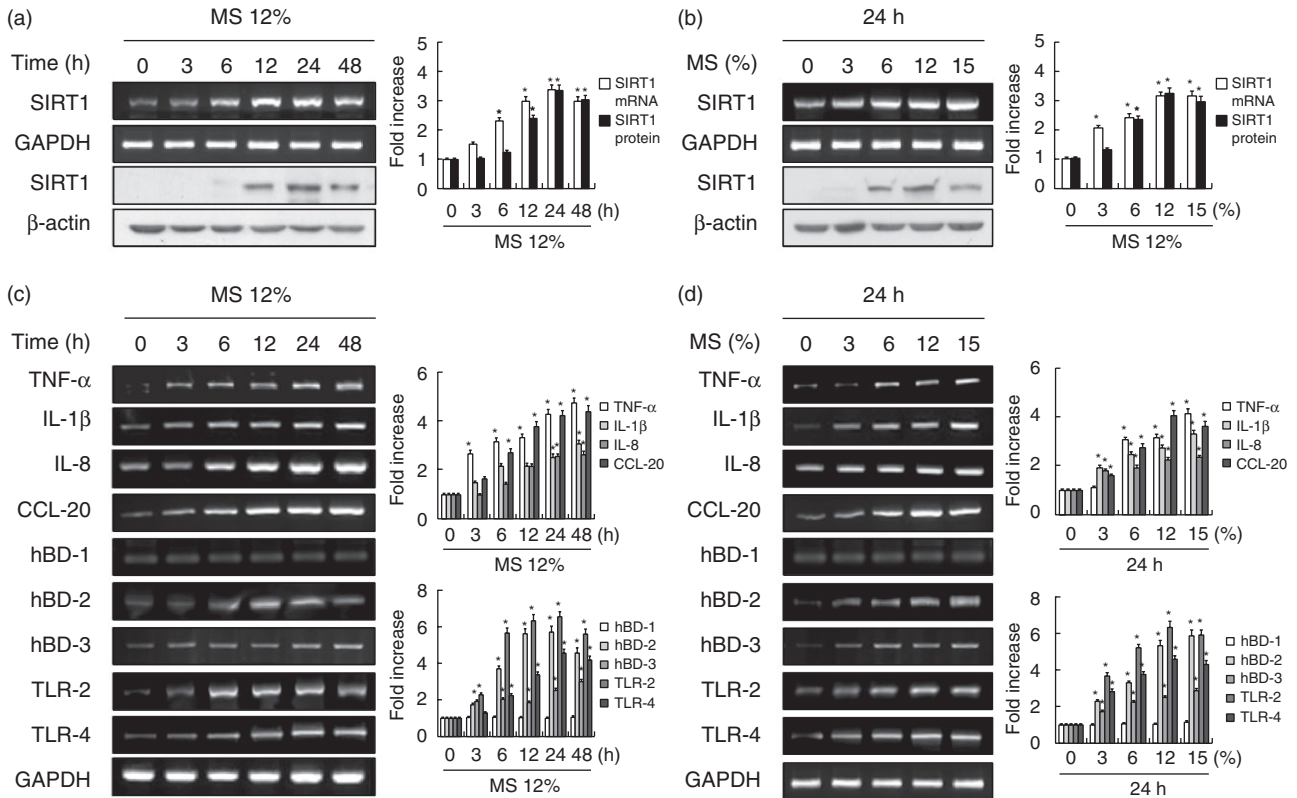 (a)
MS 12%
Time (h) 0 3 6 12 24 48
SIRT1
GAPDH
SIRT1
β-actin
Fold increase
5
4
3
2
1
0
* * * * * * *
SIRT1 mRNA
SIRT1 protein
0 3 6 12 24 48 (h)
MS 12%
(b)
24 h
MS (%) 0 3 6 12 15
SIRT1
GAPDH
SIRT1
β-actin
Fold increase
5
4
3
2
1
0
SIRT1 mRNA
SIRT1 protein
0 3 6 12 15 (%)
MS 12%
(c)
MS 12%
Time (h) 0 3 6 12 24 48
TNF-α
IL-1β
IL-8
CCL-20
hBD-1
hBD-2
hBD-3
TLR-2
TLR-4
GAPDH
Fold increase
6
4
2
0
TNF-α
IL-1β
IL-8
CCL-20
0 3 6 12 24 48 (h)
MS 12%
Fold increase
8
6
4
2
0
hBD-1
hBD-2
hBD-3
TLR-2
TLR-4
0 3 6 12 24 48 (h)
MS 12%
(d)
24 h
MS (%) 0 3 6 12 15
TNF-α
IL-1β
IL-8
CCL-20
hBD-1
hBD-2
hBD-3
TLR-2
TLR-4
GAPDH
Fold increase
6
4
2
0
TNF-α
IL-1β
IL-8
CCL-20
0 3 6 12 15 (%)
24 h
Fold increase
8
6
4
2
0
hBD-1
hBD-2
hBD-3
TLR-2
TLR-4
0 3 6 12 15 (%)
24 h